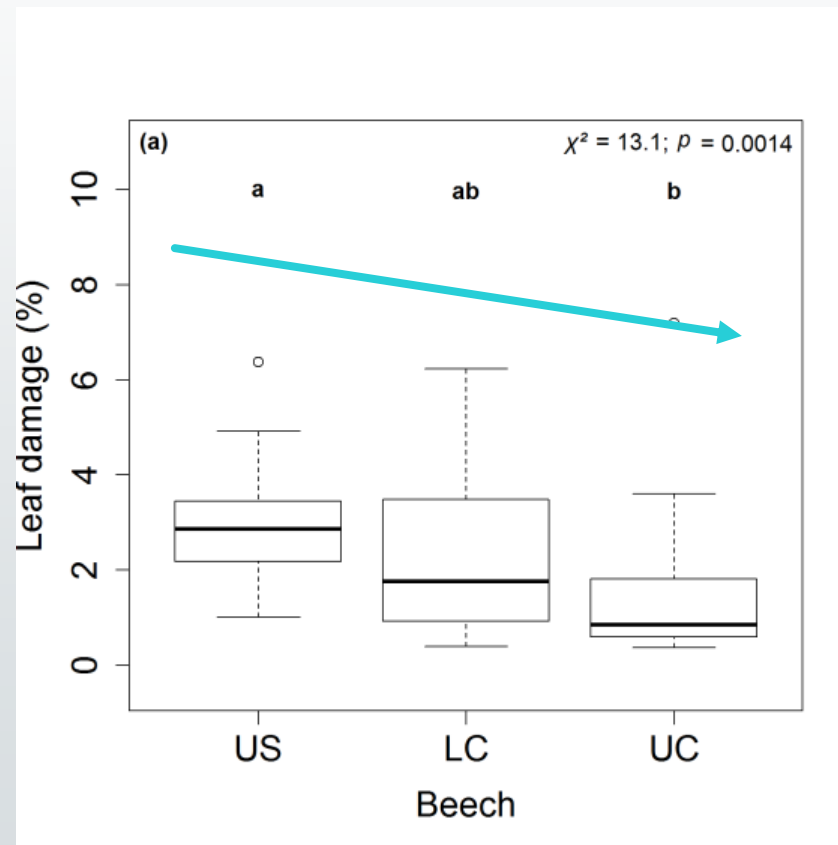 (a)
χ² = 13.1; p = 0.0014
a ab b
10
8
6
4
2
0
Leaf damage (%)
US LC UC
Beech